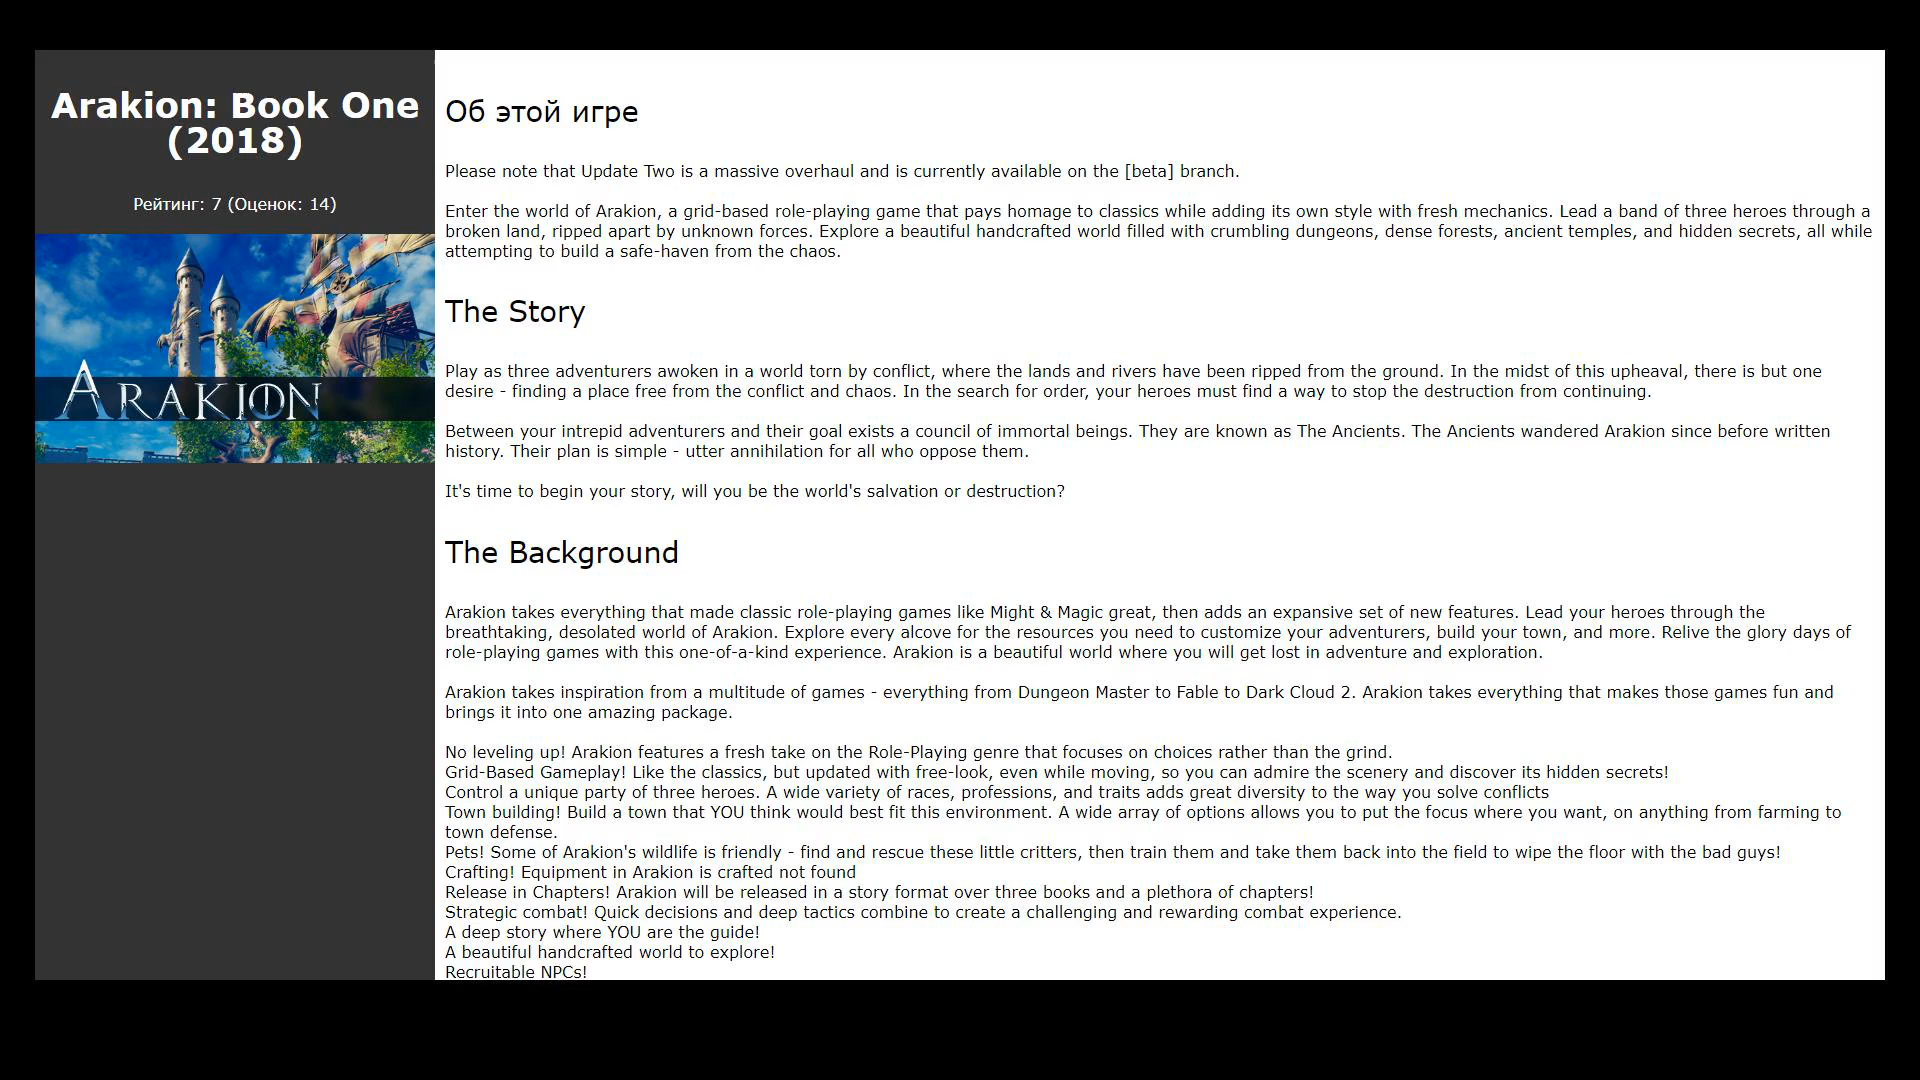 Arakion: Book One
(2018)
Рейтинг: 7 (Оценок: 14)
ARAKION
Об этой игре
Please note that Update Two is a massive overhaul and is currently available on the [beta] branch.
Enter the world of Arakion, a grid-based role-playing game that pays homage to classics while adding its own style with fresh mechanics. Lead a band of three heroes through a
broken land, ripped apart by unknown forces. Explore a beautiful handcrafted world filled with crumbling dungeons, dense forests, ancient temples, and hidden secrets, all while
attempting to build a safe-haven from the chaos.
The Story
Play as three adventurers awoken in a world torn by conflict, where the lands and rivers have been ripped from the ground. In the midst of this upheaval, there is but one
desire - finding a place free from the conflict and chaos. In the search for order, your heroes must find a way to stop the destruction from continuing.
Between your intrepid adventurers and their goal exists a council of immortal beings. They are known as The Ancients. The Ancients wandered Arakion since before written
history. Their plan is simple - utter annihilation for all who oppose them.
It's time to begin your story, will you be the world's salvation or destruction?
The Background
Arakion takes everything that made classic role-playing games like Might & Magic great, then adds an expansive set of new features. Lead your heroes through the
breathtaking, desolated world of Arakion. Explore every alcove for the resources you need to customize your adventurers, build your town, and more. Relive the glory days of
role-playing games with this one-of-a-kind experience. Arakion is a beautiful world where you will get lost in adventure and exploration.
Arakion takes inspiration from a multitude of games - everything from Dungeon Master to Fable to Dark Cloud 2. Arakion takes everything that makes those games fun and
brings it into one amazing package.
No leveling up! Arakion features a fresh take on the Role-Playing genre that focuses on choices rather than the grind.
Grid-Based Gameplay! Like the classics, but updated with free-look, even while moving, so you can admire the scenery and discover its hidden secrets!
Control a unique party of three heroes. A wide variety of races, professions, and traits adds great diversity to the way you solve conflicts
Town building! Build a town that YOU think would best fit this environment. A wide array of options allows you to put the focus where you want, on anything from farming to
town defense.
Pets! Some of Arakion's wildlife is friendly - find and rescue these little critters, then train them and take them back into the field to wipe the floor with the bad guys!
Crafting! Equipment in Arakion is crafted not found
Release in Chapters! Arakion will be released in a story format over three books and a plethora of chapters!
Strategic combat! Quick decisions and deep tactics combine to create a challenging and rewarding combat experience.
A deep story where YOU are the guide!
A beautiful handcrafted world to explore!
Recruitable NPCs!